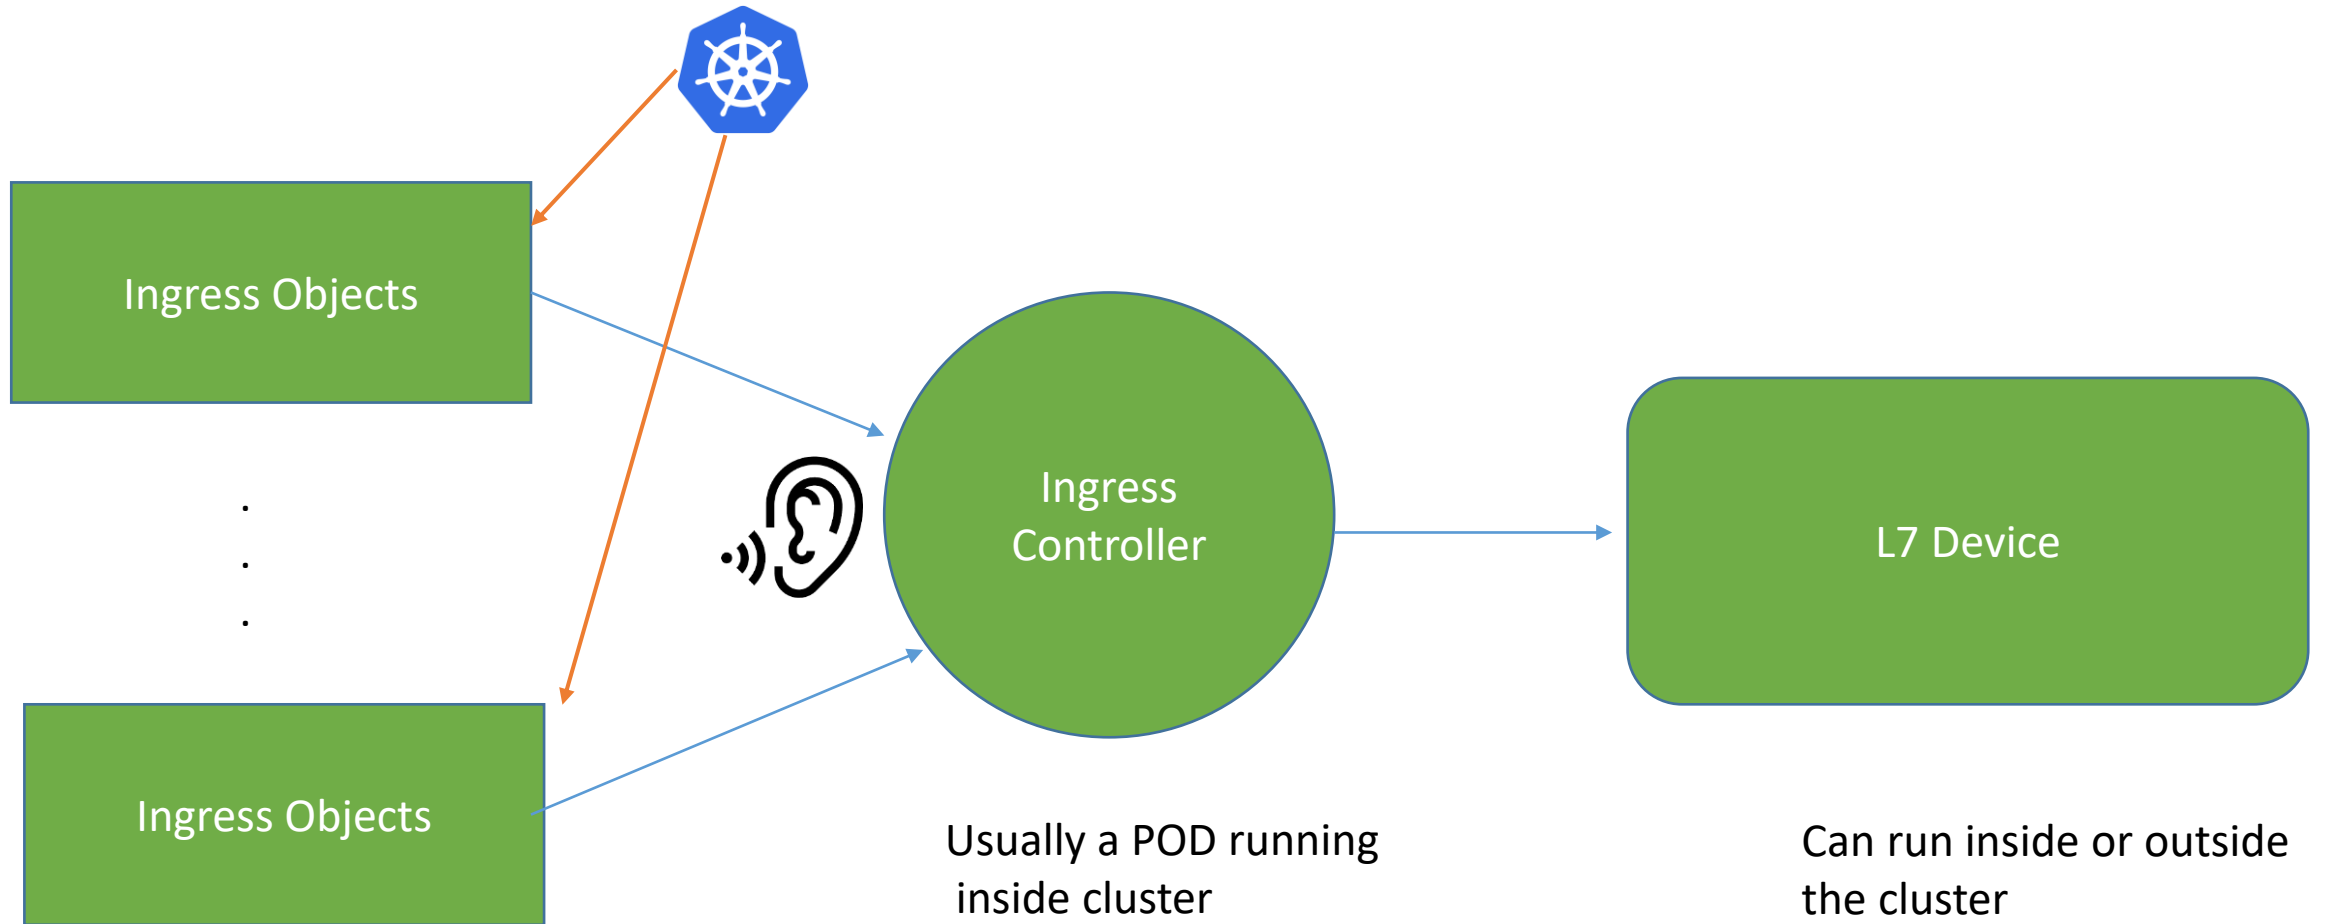 Ingress Objects
.
.
.
Ingress Objects
Ingress
Controller
Usually a POD running
inside cluster
L7 Device
Can run inside or outside
the cluster